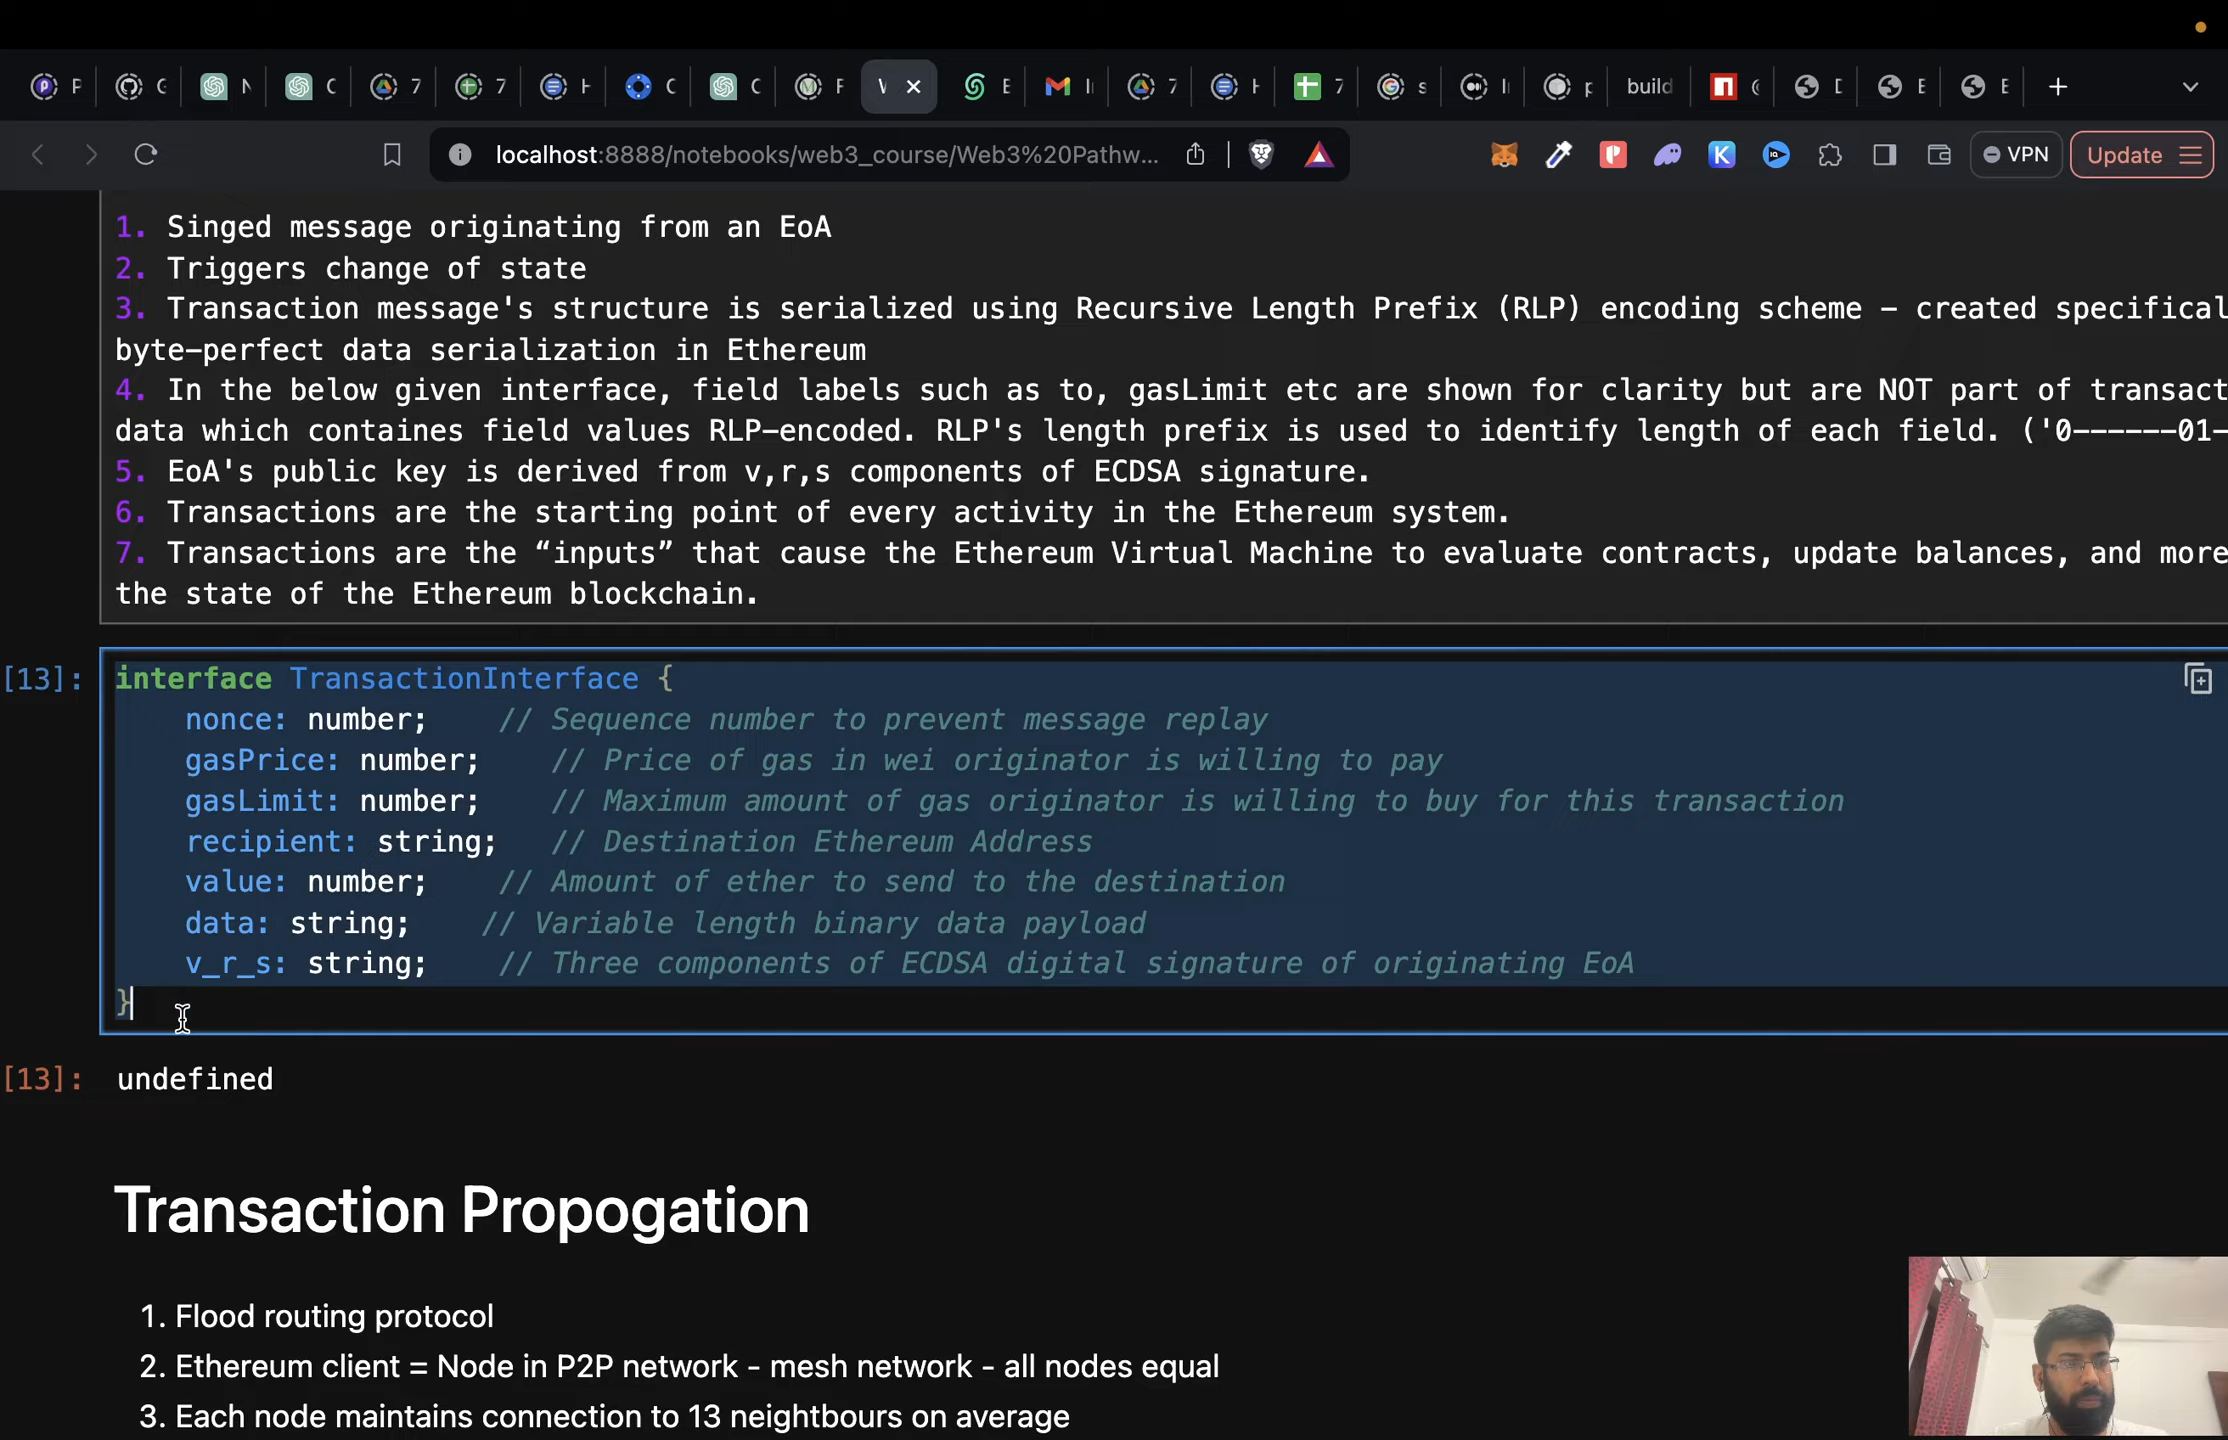 P G N C 7 7 H C C F V E I 7 H 7 s I p build @ D E E
localhost:8888/notebooks/web3_course/Web3%20Pathw... VPN Update
1. Singed message originating from an EoA
2. Triggers change of state
3. Transaction message's structure is serialized using Recursive Length Prefix (RLP) encoding scheme – created specifical
byte–perfect data serialization in Ethereum
4. In the below given interface, field labels such as to, gasLimit etc are shown for clarity but are NOT part of transact
data which containes field values RLP–encoded. RLP's length prefix is used to identify length of each field. ('0------01-
5. EoA's public key is derived from v,r,s components of ECDSA signature.
6. Transactions are the starting point of every activity in the Ethereum system.
7. Transactions are the “inputs” that cause the Ethereum Virtual Machine to evaluate contracts, update balances, and more
the state of the Ethereum blockchain.
[13]: interface TransactionInterface {
nonce: number; // Sequence number to prevent message replay
gasPrice: number; // Price of gas in wei originator is willing to pay
gasLimit: number; // Maximum amount of gas originator is willing to buy for this transaction
recipient: string; // Destination Ethereum Address
value: number; // Amount of ether to send to the destination
data: string; // Variable length binary data payload
v_r_s: string; // Three components of ECDSA digital signature of originating EoA
}
[13]: undefined
Transaction Propogation
1. Flood routing protocol
2. Ethereum client = Node in P2P network - mesh network - all nodes equal
3. Each node maintains connection to 13 neightbours on average